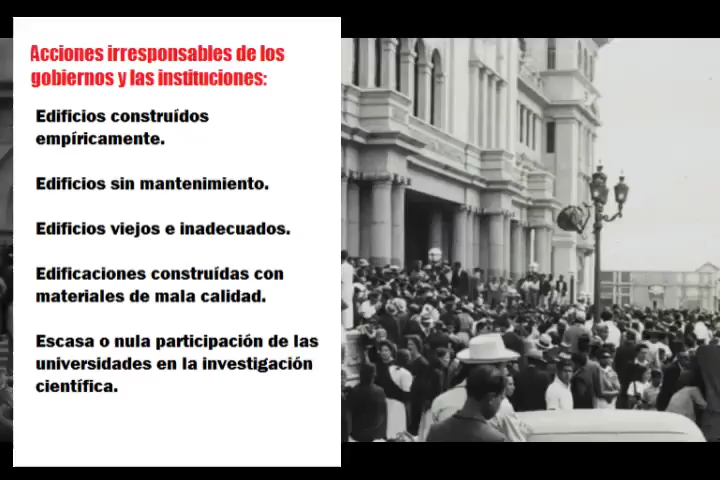 Acciones irresponsables de los
gobiernos y las instituciones:
Edificios construídos
empíricamente.
Edificios sin mantenimiento.
Edificios viejos e inadecuados.
Edificaciones construídas con
materiales de mala calidad.
Escasa o nula participación de las
universidades en la investigación
científica.